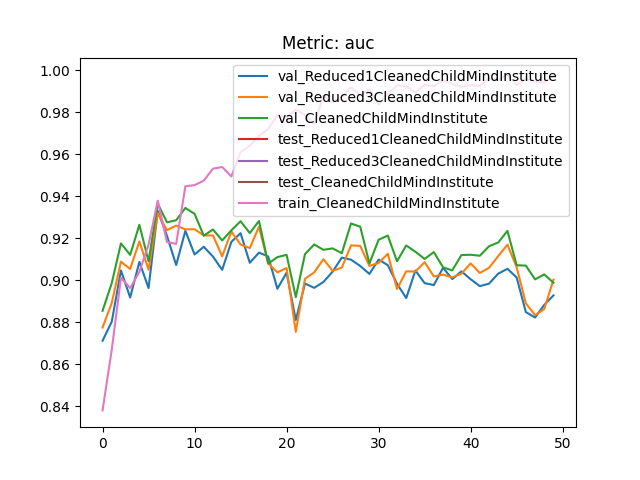 Metric: auc
1.00
0.98
0.96
0.94
0.92
0.90
0.88
0.86
0.84
val_Reduced1CleanedChildMindInstitute
val_Reduced3CleanedChildMindInstitute
val_CleanedChildMindInstitute
test_Reduced1CleanedChildMindInstitute
test_Reduced3CleanedChildMindInstitute
test_CleanedChildMindInstitute
train_CleanedChildMindInstitute
0 10 20 30 40 50